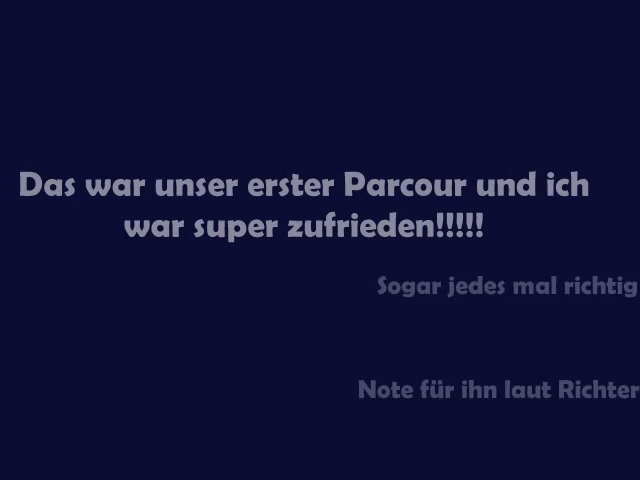 Das war unser erster Parcour und ich
war super zufrieden!!!!!
Sogar jedes mal richtig
Note für ihn laut Richter